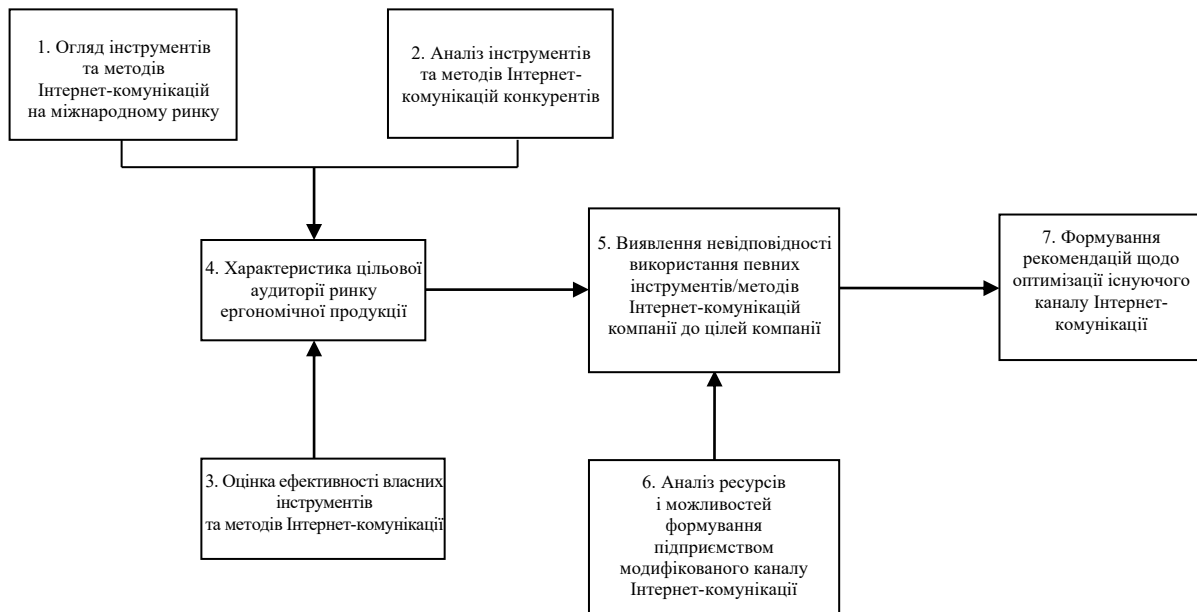 1. Огляд інструментів
та методів
Інтернет-комунікацій
на міжнародному ринку
2. Аналіз інструментів
та методів Інтернет-
комунікацій конкурентів
4. Характеристика цільової
аудиторії ринку
ергономічної продукції
5. Виявлення невідповідності
використання певних
інструментів/методів
Інтернет-комунікацій
компанії до цілей компанії
7. Формування
рекомендацій щодо
оптимізації існуючого
каналу Інтернет-
комунікації
3. Оцінка ефективності власних
інструментів
та методів Інтернет-комунікації
6. Аналіз ресурсів
і можливостей
формування
підприємством
модифікованого каналу
Інтернет-комунікації